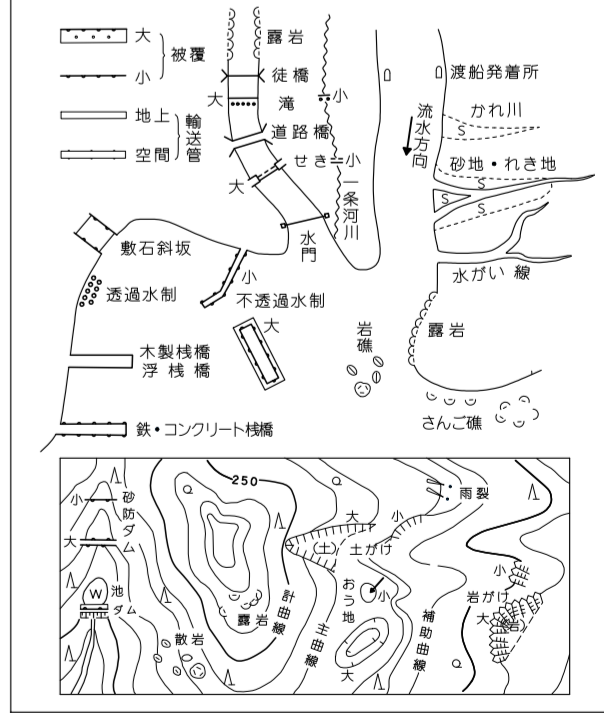 大
小
被覆
地上
空間
輸送管
露岩
徒橋
大
滝
小
道路橋
せき
小
大
一条河川
水門
渡船発着所
流水方向
かれ川
S
砂地・れき地
S
S
水がい線
露岩
さんご礁
岩礁
敷石斜坂
透過水制
小
不透過水制
大
木製桟橋
浮桟橋
鉄・コンクリート桟橋
小
砂防ダム
大
W
池
ダム
250
露岩
散岩
計曲線
主曲線
大
小
(土)
土がけ
雨裂
おう地
小
大
補助曲線
小
岩がけ
大
(岩)